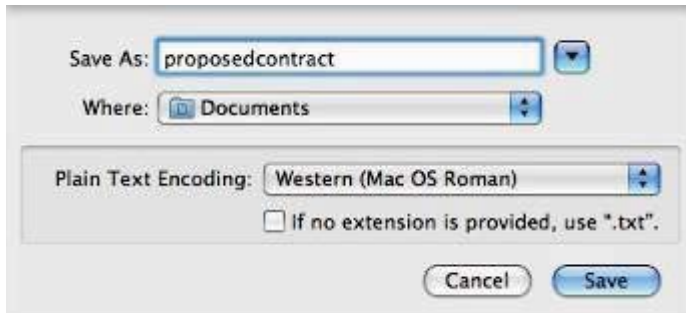 Save As: proposedcontract
Where: Documents
Plain Text Encoding: Western (Mac OS Roman)
If no extension is provided, use ".txt".
Cancel Save